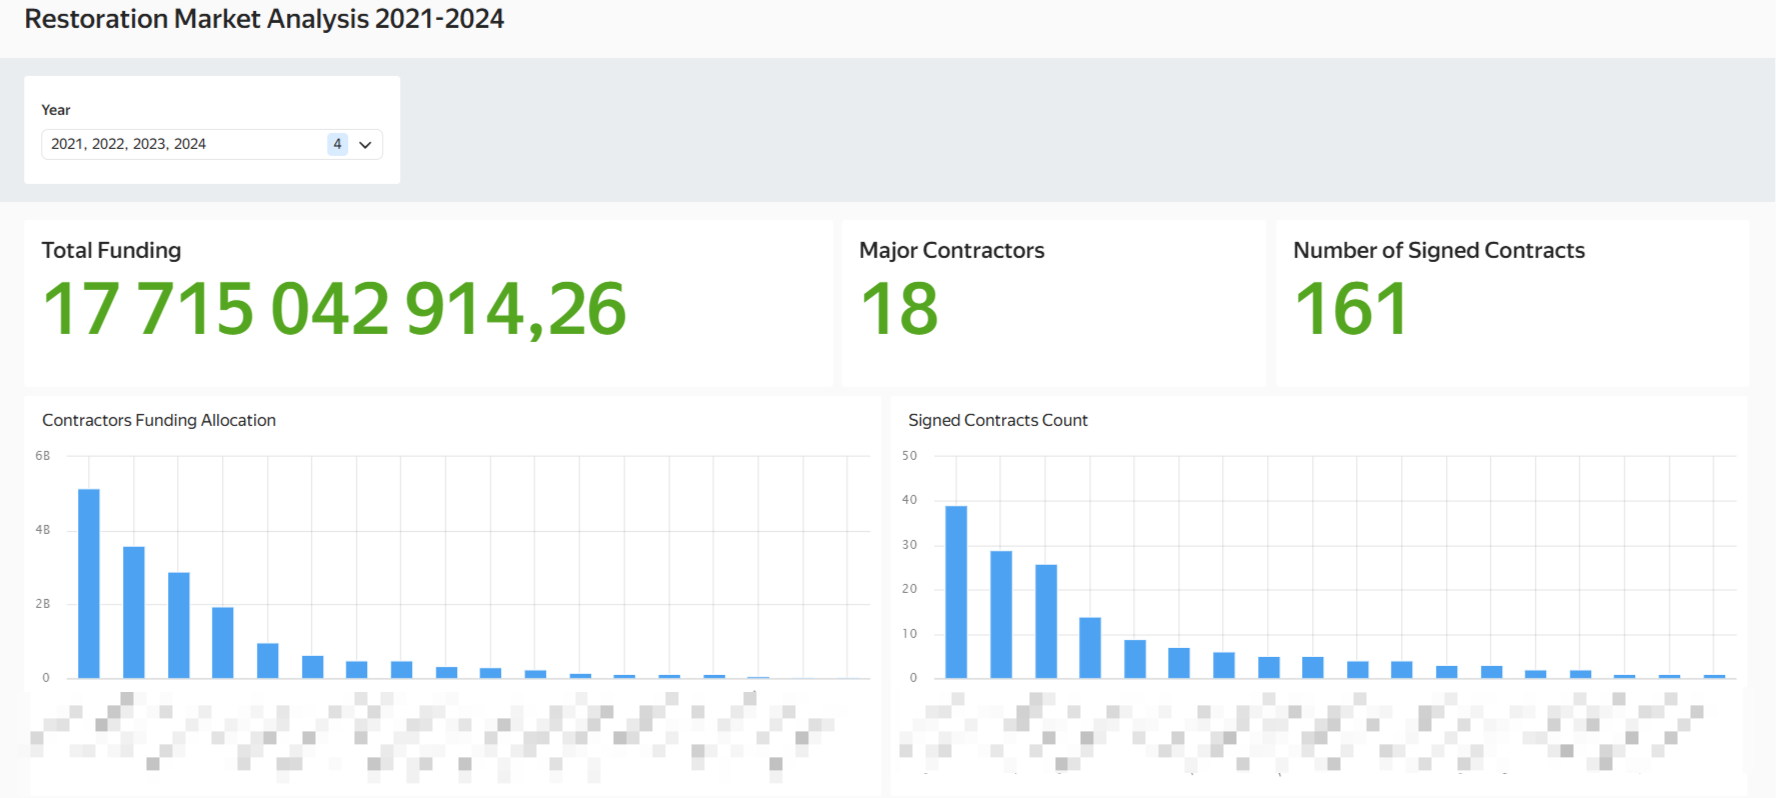 Restoration Market Analysis 2021-2024
Year
2021, 2022, 2023, 2024 4
Total Funding
17 715 042 914,26
Major Contractors
18
Number of Signed Contracts
161
Contractors Funding Allocation
6B
4B
2B
0
Signed Contracts Count
50
40
30
20
10
0